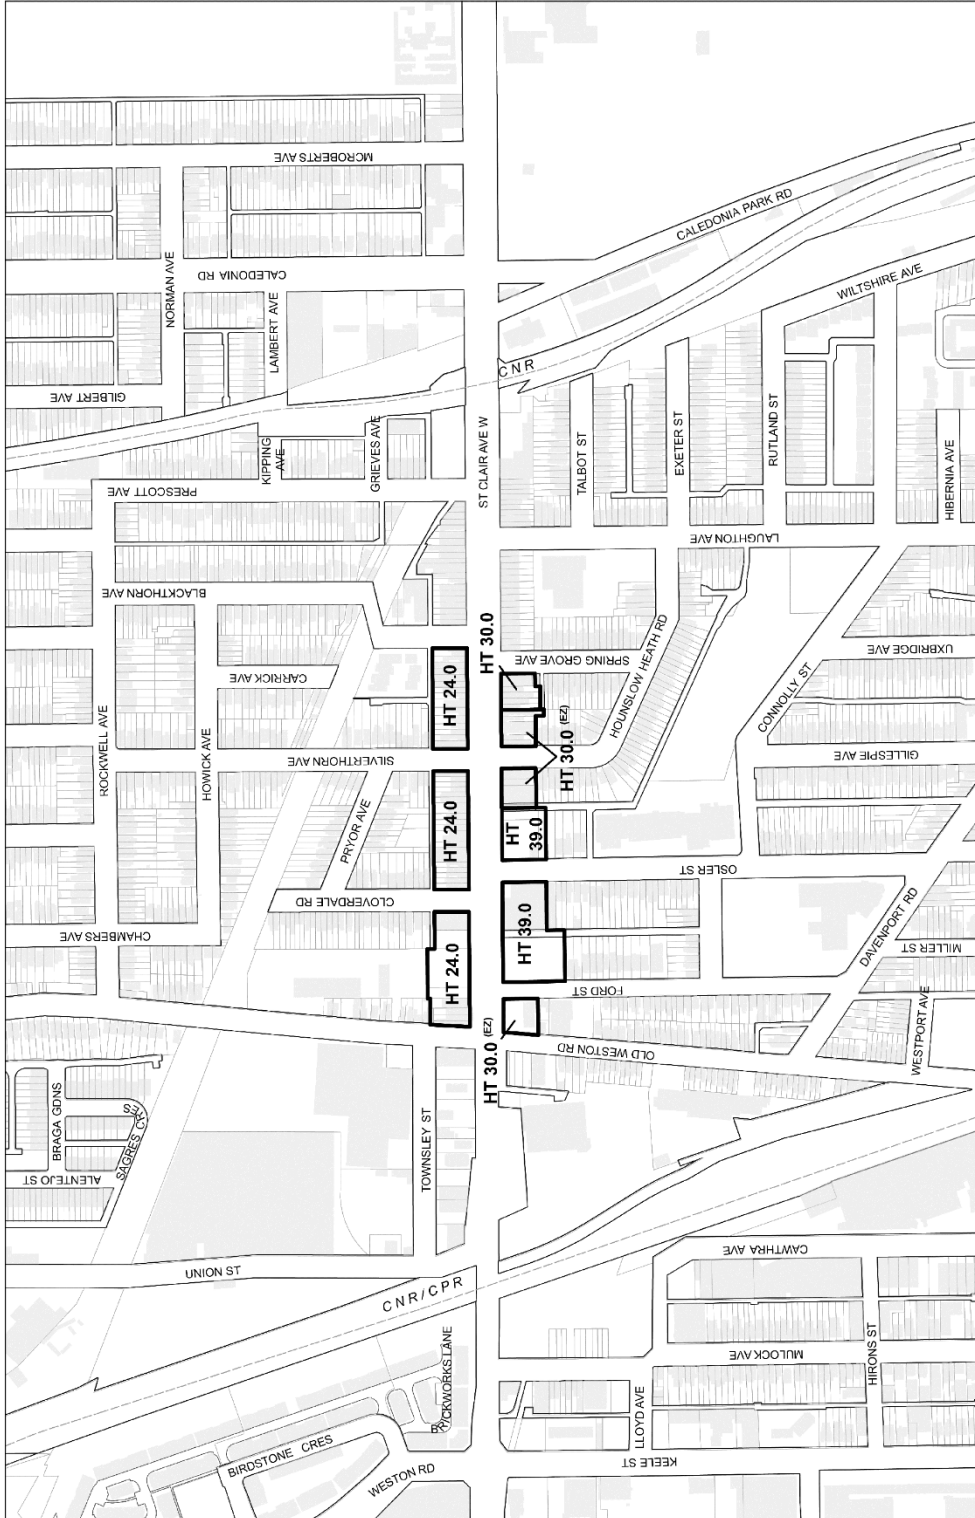 MCROBERTS AVE
CALEDONIA PARK RD
NORMAN AVE
CALEDONIA RD
LAMBERT AVE
WILTSHIRE AVE
CNR
GILBERT AVE
KIPPING
AVE
GRIEVES AVE
ST CLAIR AVE W
TALBOT ST
EXETER ST
RUTLAND ST
HIBERNIA AVE
PRESCOTT AVE
LAUGHTON AVE
BLACKTHORN AVE
HT 30.0
SPRING GROVE AVE
HOUNSLOW HEATH RD
UXBRIDGE AVE
CARRICK AVE
HT 24.0
CONNOLLY ST
ROCKWELL AVE
HOWICK AVE
SILVERTHORN AVE
HT 30.0 (EZ)
GILLESPIE AVE
PRYOR AVE
HT 24.0
HT
39.0
OSLER ST
CLOVERDALE RD
CHAMBERS AVE
HT 24.0
HT 39.0
DAVENPORT RD
MILLER ST
FORD ST
HT 30.0 (EZ)
OLD WESTON RD
WESTPORT AVE
BRAGA GDNS
SAGRES CRES
ALENTEJO ST
TOWNSLEY ST
UNION ST
CAWTHRA AVE
CNR/CPR
MULOCK AVE
HIRONS ST
BRICKWORKS LANE
BIRDSTONE CRES
WESTON RD
LLOYD AVE
KEELE ST